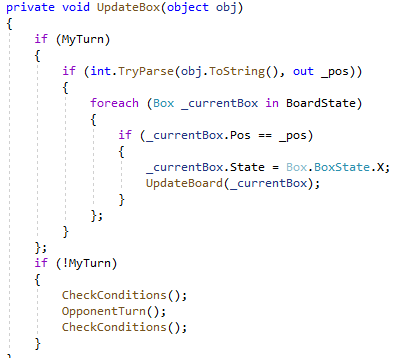 private void UpdateBox(object obj)
{
    if (MyTurn)
    {
        if (int.TryParse(obj.ToString(), out _pos))
        {
            foreach (Box _currentBox in BoardState)
            {
                if (_currentBox.Pos == _pos)
                {
                    _currentBox.State = Box.BoxState.X;
                    UpdateBoard(_currentBox);
                }
            };
        }
    };
    if (!MyTurn)
    {
        CheckConditions();
        OpponentTurn();
        CheckConditions();
    }
}